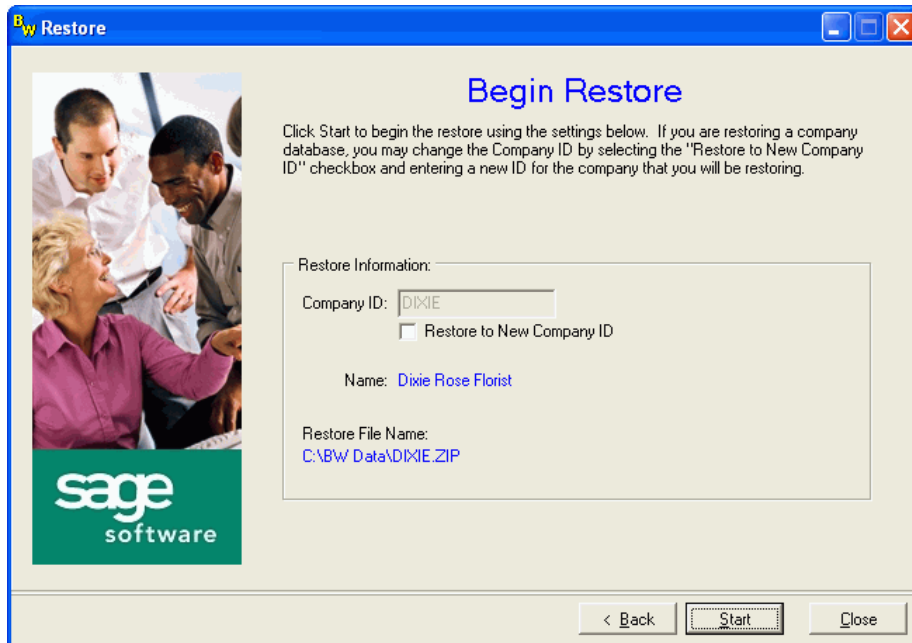 BW Restore
Begin Restore
Click Start to begin the restore using the settings below. If you are restoring a company
database, you may change the Company ID by selecting the "Restore to New Company
ID" checkbox and entering a new ID for the company that you will be restoring.
Restore Information:
Company ID: DIXIE
Restore to New Company ID
Name: Dixie Rose Florist
Restore File Name:
C:\BW Data\DIXIE.ZIP
sage
software
< Back Start Close